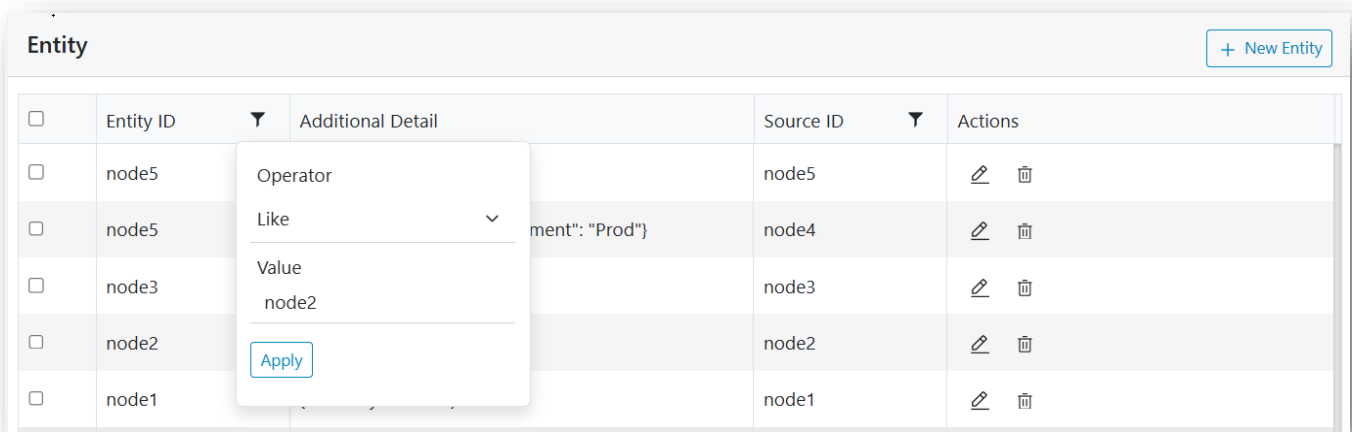 Entity
+ New Entity
Entity ID Additional Detail Source ID Actions
node5 node5
Operator
Like
node5 ment": "Prod"} node4
Value
node3 node3
node2
node2 node2
Apply
node1 node1